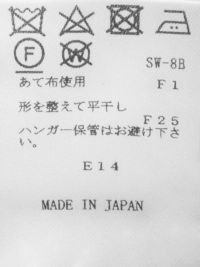 F W
SW-8B
あて布使用 F1
形を整えて平干し
F25
ハンガー保管はお避け下さ
い。
E14
MADE IN JAPAN